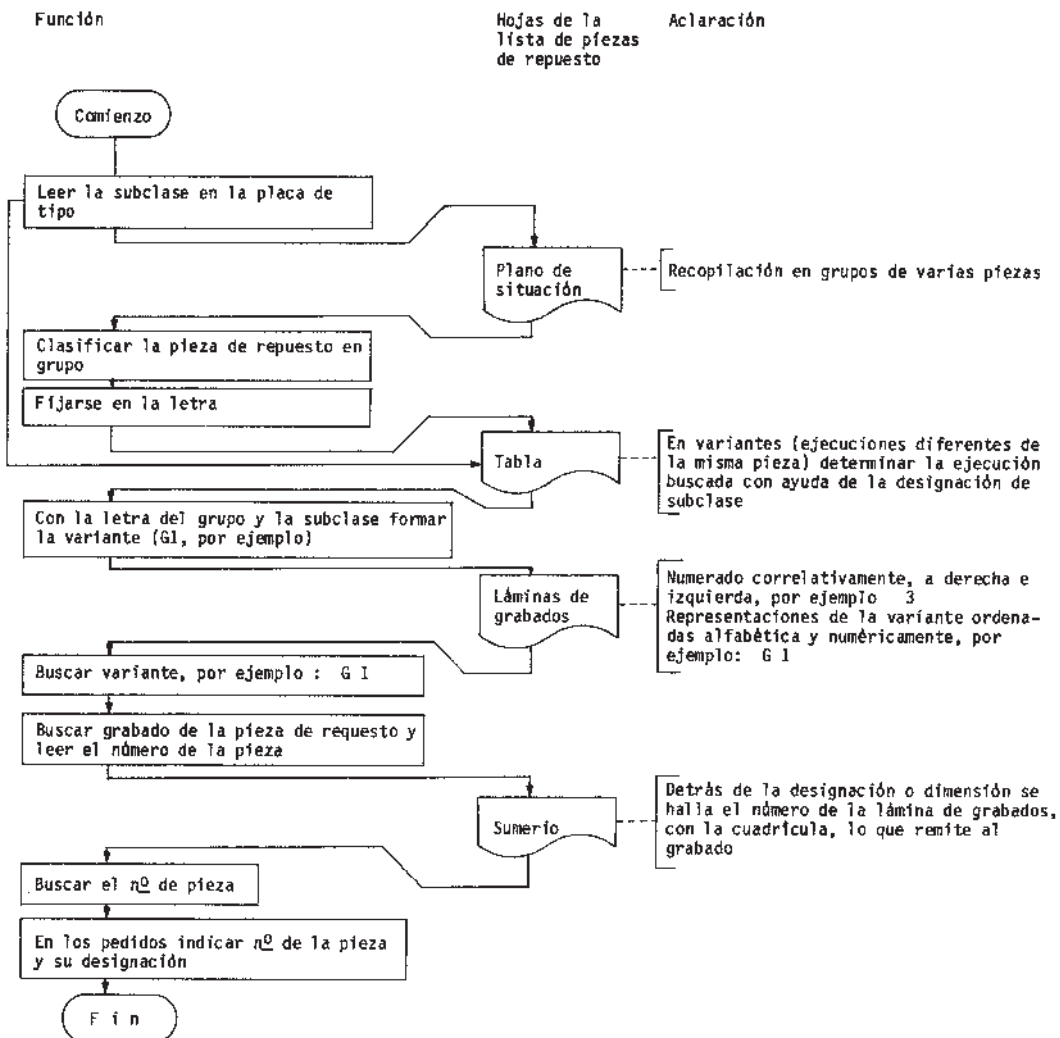 Función
Hojas de la
lista de piezas
de repuesto
Aclaración
Comienzo
Leer la subclase en la placa de
tipo
Plano de
situación
Recopilación en grupos de varias piezas
Clasificar la pieza de repuesto en
grupo
Fijarse en la letra
Tabla
En variantes (ejecuciones diferentes de
la misma pieza) determinar la ejecución
buscada con ayuda de la designación de
subclase
Con la letra del grupo y la subclase formar
la variante (G1, por ejemplo)
Láminas de
grabados
Numerado correlativamente, a derecha e
izquierda, por ejemplo 3
Representaciones de la variante ordena-
das alfabética y numéricamente, por
ejemplo: G 1
Buscar variante, por ejemplo : G I
Buscar grabado de la pieza de requesto y
leer el número de la pieza
Sumerio
Detrás de la designación o dimensión se
halla el número de la lámina de grabados,
con la cuadrícula, lo que remite al
grabado
Buscar el nº de pieza
En los pedidos indicar nº de la pieza
y su designación
F i n